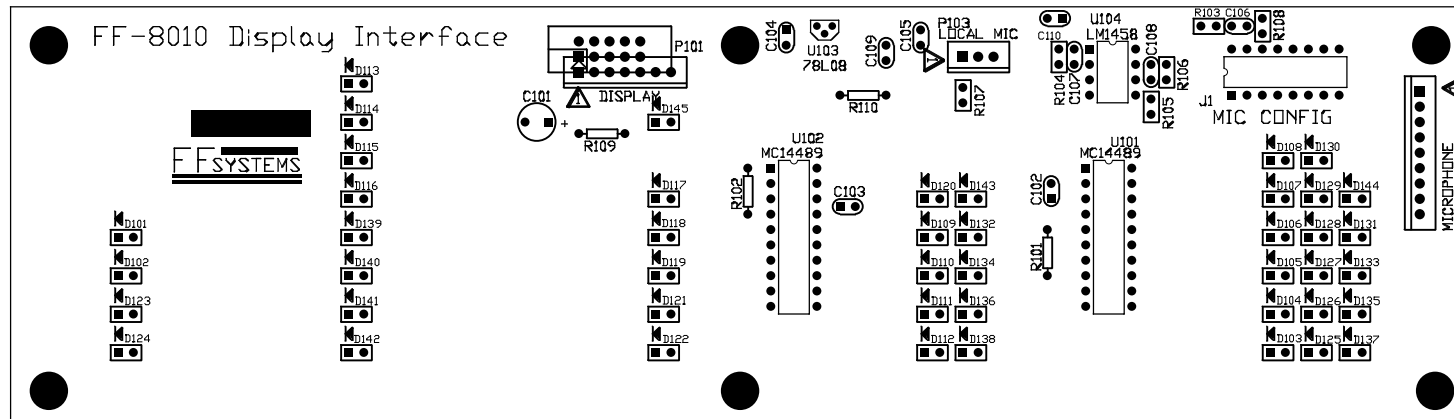 FF-8010 Display Interface
D113
D114
D115
D116
D139
D140
D141
D142
FFSYSTEMS
D101
D102
D123
D124
P101
1
DISPLAY
C101
+
R109
D145
D117
D118
D119
D121
D122
C104
U103
78L08
C109
C105
P103
LOCAL MIC
1
R107
R110
U102
MC14489
R102
C103
D120
D143
D109
D132
D110
D134
D111
D136
D112
D138
C110
U104
LM1458
C108
R104
C107
R106
R105
U101
MC14489
C102
R101
R103
C106
R108
J1
MIC CONFIG
D108
D130
D107
D129
D144
D106
D128
D131
D105
D127
D133
D104
D126
D135
D103
D125
D137
MICROPHONE